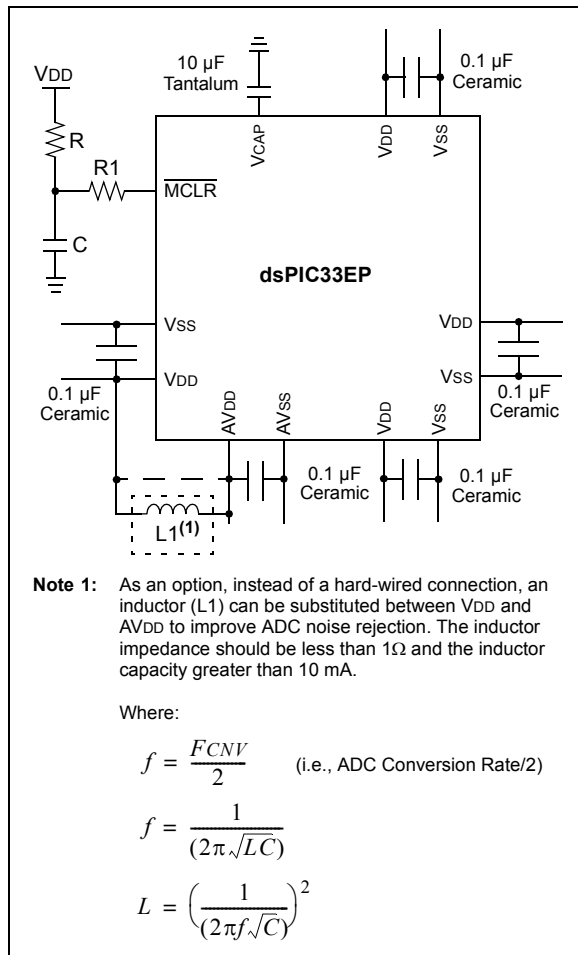 10 µF
Tantalum
0.1 µF
Ceramic
VDD
R
R1
C
VCAP
VDD
VSS
MCLR
dsPIC33EP
VSS
VDD
VDD
VSS
0.1 µF
Ceramic
0.1 µF
Ceramic
AVDD
AVSS
VDD
VSS
0.1 µF
Ceramic
0.1 µF
Ceramic
L1(1)
Note 1: As an option, instead of a hard-wired connection, an
inductor (L1) can be substituted between VDD and
AVDD to improve ADC noise rejection. The inductor
impedance should be less than 1Ω and the inductor
capacity greater than 10 mA.
Where:
f = FCNV / 2 (i.e., ADC Conversion Rate/2)
f = 1 / (2π√LC)
L = (1 / (2πf√C))²